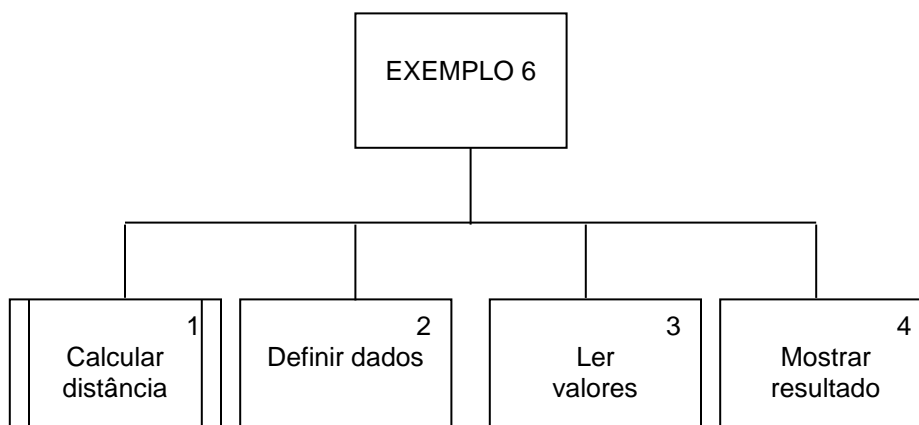 EXEMPLO 6
1
Calcular
distância
2
Definir dados
3
Ler
valores
4
Mostrar
resultado